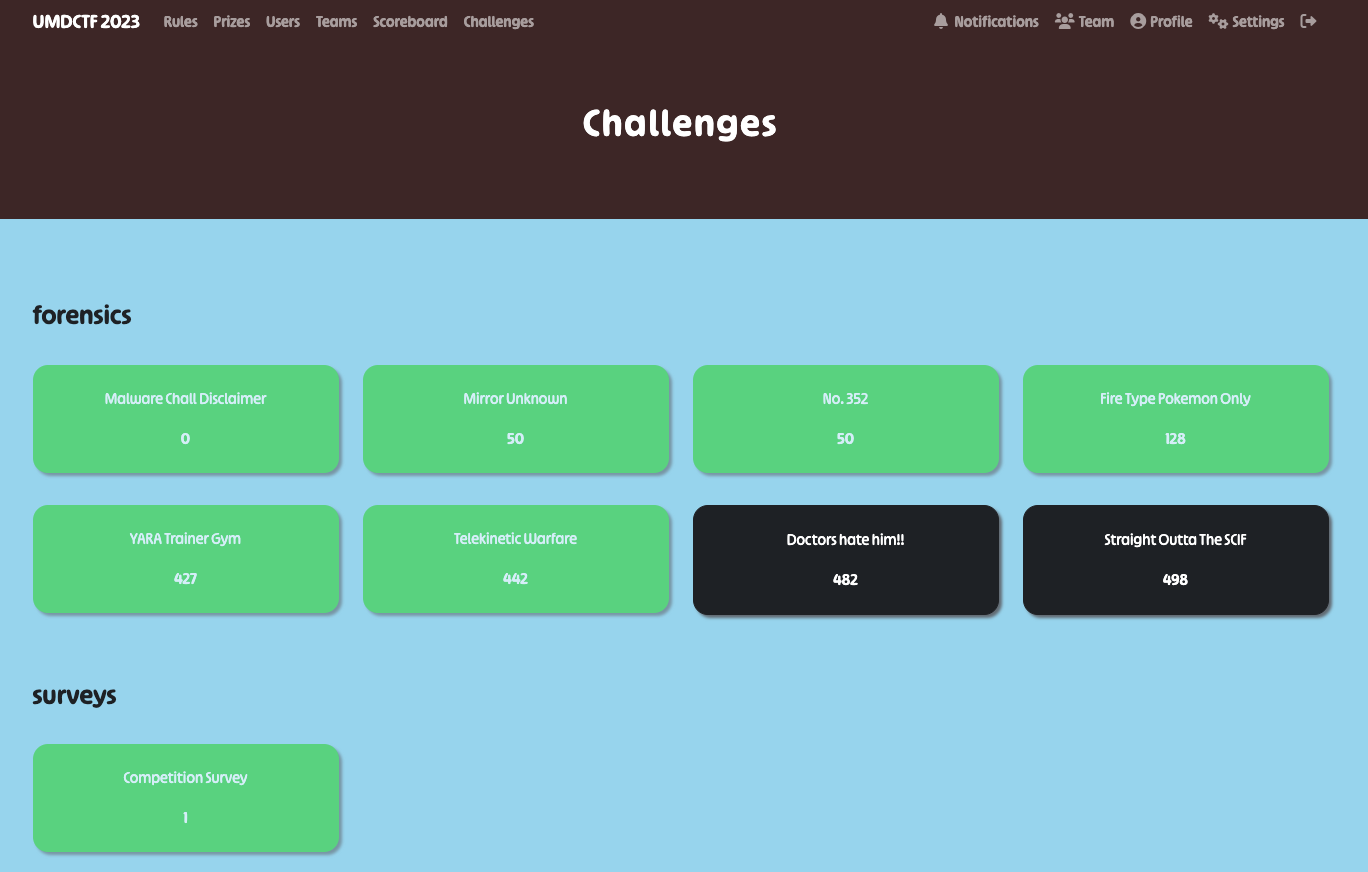 UMDCTF 2023 Rules Prizes Users Teams Scoreboard Challenges Notifications Team Profile Settings
Challenges
forensics
Malware Chall Disclaimer
0
Mirror Unknown
50
No. 352
50
Fire Type Pokemon Only
128
YARA Trainer Gym
427
Telekinetic Warfare
442
Doctors hate him!!
482
Straight Outta The SCIF
498
surveys
Competition Survey
1